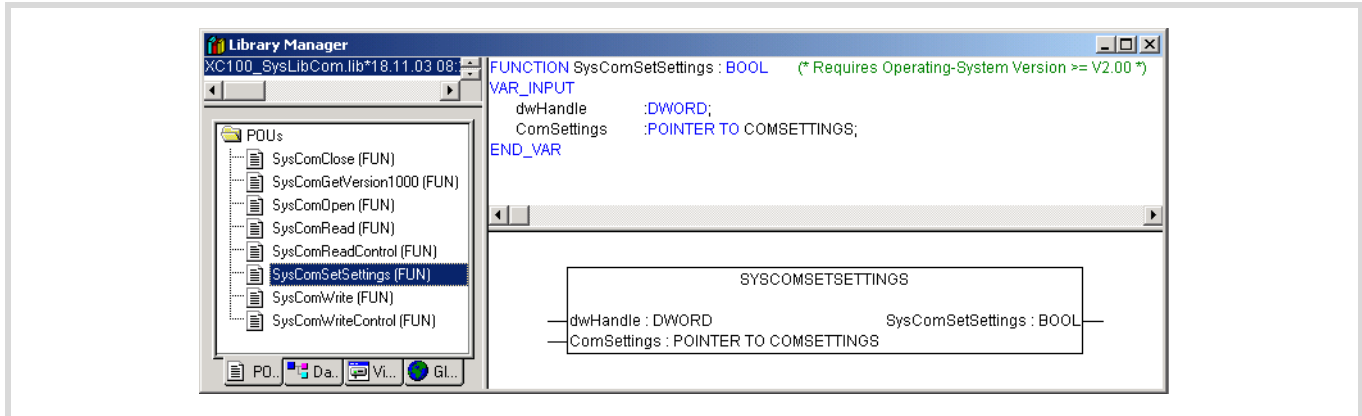 Library Manager
XC100_SysLibCom.lib*18.11.03 08:
FUNCTION SysComSetSettings : BOOL (* Requires Operating-System Version >= V2.00 *)
VAR_INPUT
dwHandle :DWORD;
ComSettings :POINTER TO COMSETTINGS;
END_VAR
POUs
SysComClose (FUN)
SysComGetVersion1000 (FUN)
SysComOpen (FUN)
SysComRead (FUN)
SysComReadControl (FUN)
SysComSetSettings (FUN)
SysComWrite (FUN)
SysComWriteControl (FUN)
PO.. Da.. Vi... Gl...
SYSCOMSETSETTINGS
dwHandle : DWORD SysComSetSettings : BOOL
ComSettings : POINTER TO COMSETTINGS